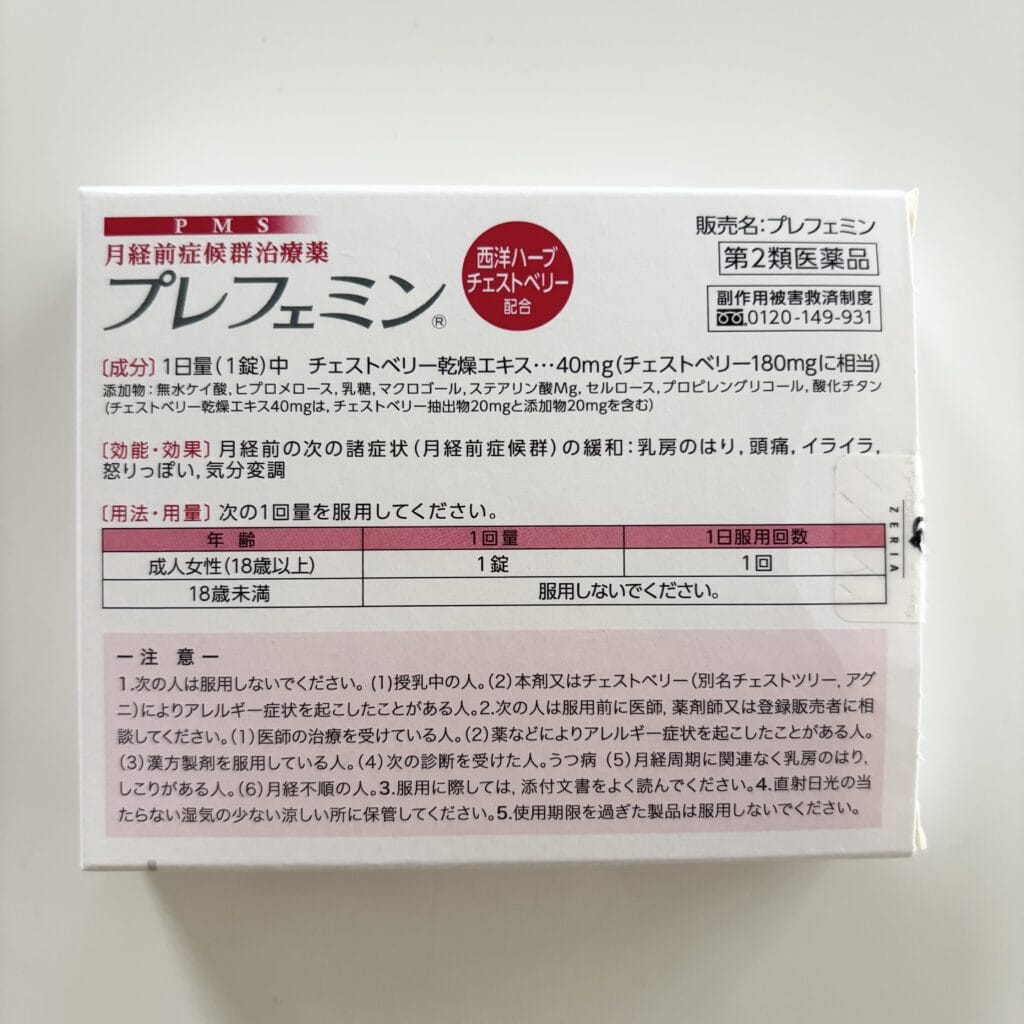 PMS
月経前症候群治療薬
プレフェミン®
西洋ハーブ
チェストベリー
配合
販売名:プレフェミン
第2類医薬品
副作用被害救済制度
0120-149-931
〔成分〕1日量(1錠)中 チェストベリー乾燥エキス…40mg(チェストベリー180mgに相当)
添加物:無水ケイ酸,ヒプロメロース,乳糖,マクロゴール,ステアリン酸Mg,セルロース,プロピレングリコール,酸化チタン
(チェストベリー乾燥エキス40mgは,チェストベリー抽出物20mgと添加物20mgを含む)
〔効能・効果〕月経前の次の諸症状(月経前症候群)の緩和:乳房のはり,頭痛,イライラ,
怒りっぽい,気分変調
〔用法・用量〕次の1回量を服用してください。
年齢 1回量 1日服用回数
成人女性(18歳以上) 1錠 1回
18歳未満 服用しないでください。
ZERIA
ー注意ー
1.次の人は服用しないでください。(1)授乳中の人。(2)本剤又はチェストベリー(別名チェストツリー,アグ
ニ)によりアレルギー症状を起こしたことがある人。2.次の人は服用前に医師,薬剤師又は登録販売者に相
談してください。(1)医師の治療を受けている人。(2)薬などによりアレルギー症状を起こしたことがある人。
(3)漢方製剤を服用している人。(4)次の診断を受けた人。うつ病 (5)月経周期に関連なく乳房のはり,
しこりがある人。(6)月経不順の人。3.服用に際しては,添付文書をよく読んでください。4.直射日光の当
たらない湿気の少ない涼しい所に保管してください。5.使用期限を過ぎた製品は服用しないでください。